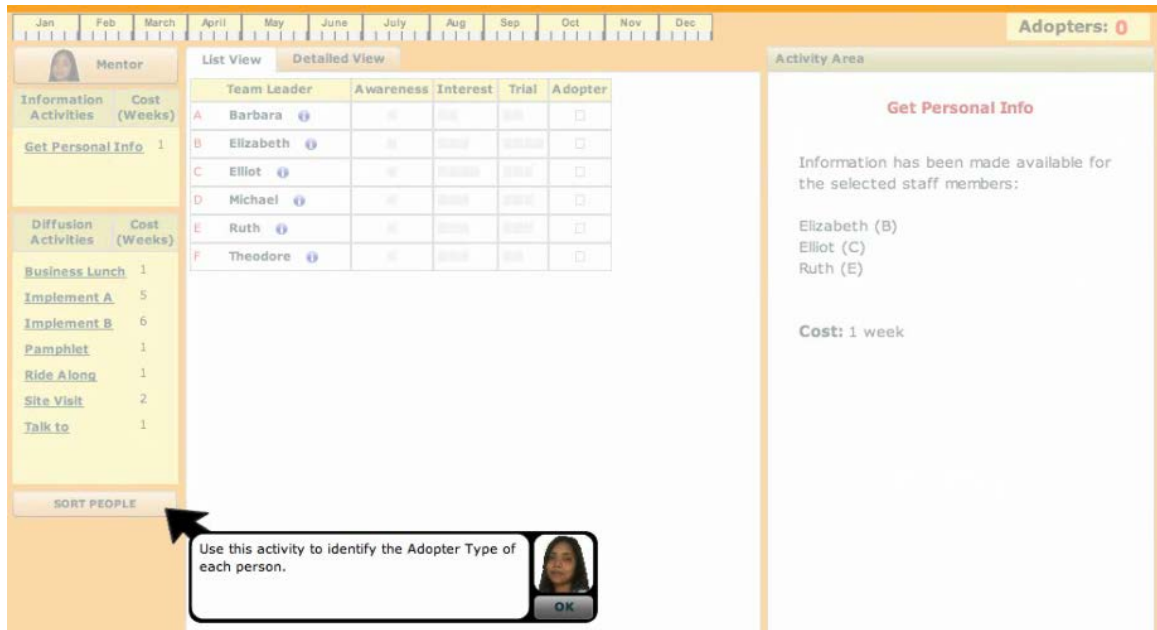 Jan Feb March April May June July Aug Sep Oct Nov Dec
Adopters: 0
Mentor
Information Activities Cost (Weeks)
Get Personal Info 1
Diffusion Activities Cost (Weeks)
Business Lunch 1
Implement A 5
Implement B 6
Pamphlet 1
Ride Along 1
Site Visit 2
Talk to 1
SORT PEOPLE
List View Detailed View
Team Leader Awareness Interest Trial Adopter
A Barbara i
B Elizabeth i
C Elliot i
D Michael i
E Ruth i
F Theodore i
Use this activity to identify the Adopter Type of
each person.
OK
Activity Area
Get Personal Info
Information has been made available for
the selected staff members:
Elizabeth (B)
Elliot (C)
Ruth (E)
Cost: 1 week